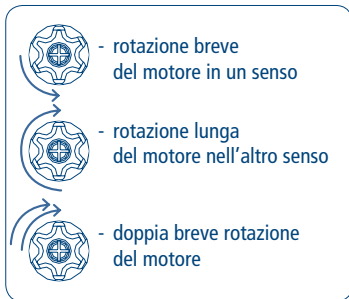 - rotazione breve
del motore in un senso
- rotazione lunga
del motore nell'altro senso
- doppia breve rotazione
del motore